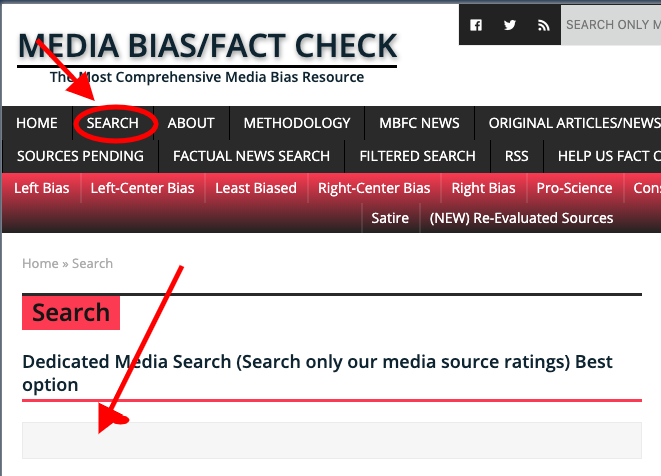 MEDIA BIAS/FACT CHECK
The Most Comprehensive Media Bias Resource
SEARCH ONLY M
HOME SEARCH ABOUT METHODOLOGY MBFC NEWS ORIGINAL ARTICLES/NEWS
SOURCES PENDING FACTUAL NEWS SEARCH FILTERED SEARCH RSS HELP US FACT C
Left Bias Left-Center Bias Least Biased Right-Center Bias Right Bias Pro-Science Cons
Satire (NEW) Re-Evaluated Sources
Home » Search
Search
Dedicated Media Search (Search only our media source ratings) Best
option